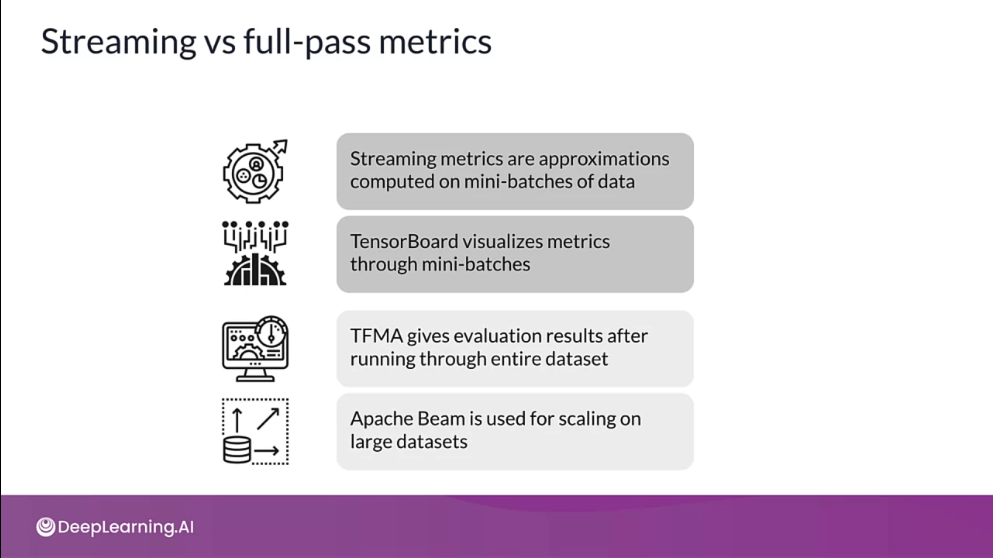 Streaming vs full-pass metrics
Streaming metrics are approximations
computed on mini-batches of data
TensorBoard visualizes metrics
through mini-batches
TFMA gives evaluation results after
running through entire dataset
Apache Beam is used for scaling on
large datasets
DeepLearning.AI